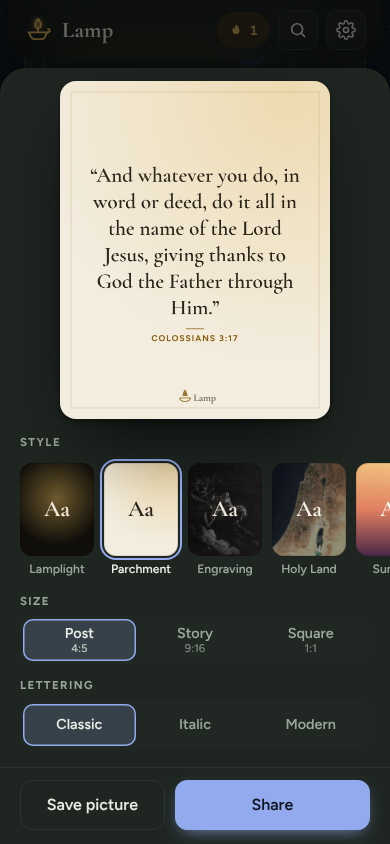 Lamp
1
“And whatever you do, in
word or deed, do it all in
the name of the Lord
Jesus, giving thanks to
God the Father through
Him.”
COLOSSIANS 3:17
Lamp
STYLE
Aa
Aa
Aa
Aa
Lamplight
Parchment
Engraving
Holy Land
SIZE
Post
Story
Square
4:5
9:16
1:1
LETTERING
Classic
Italic
Modern
Save picture
Share